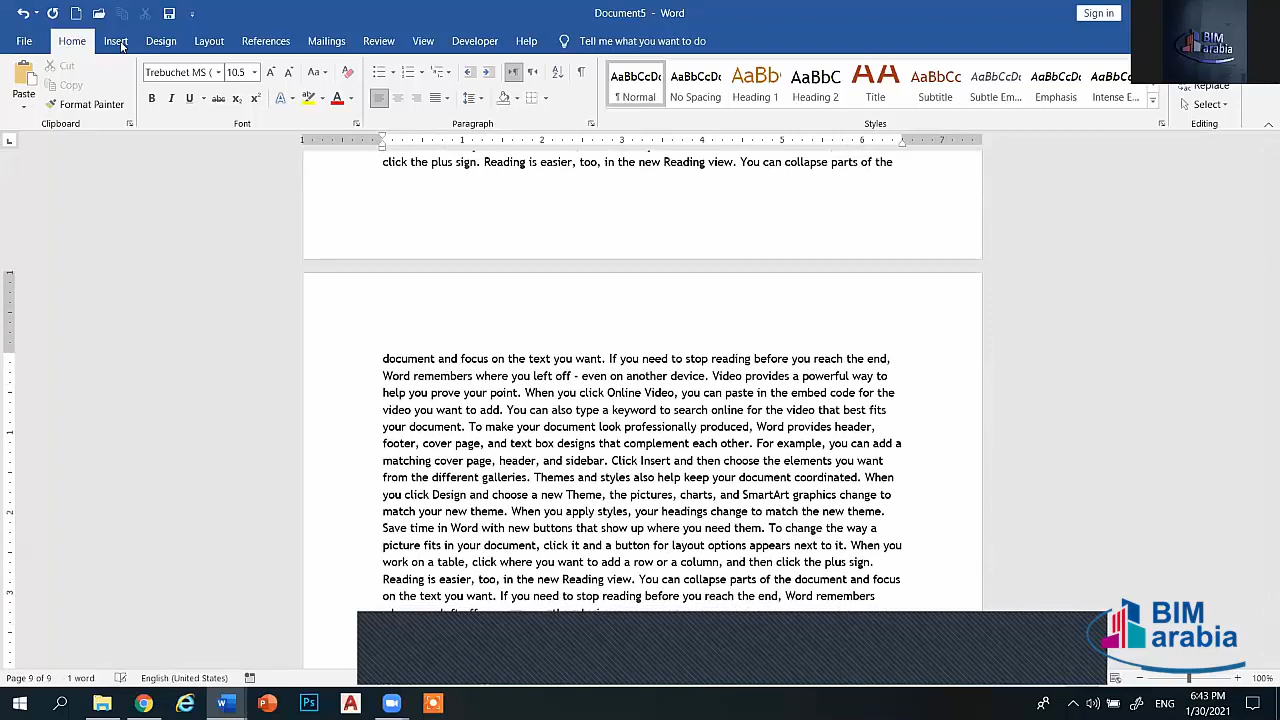 Document5 - Word
Sign in
File Home Insert Design Layout References Mailings Review View Developer Help Tell me what you want to do
BIM
arabia
Paste
Cut
Copy
Format Painter
Clipboard
Trebuchet MS ( 10.5
Font
Paragraph
AaBbCcDc AaBbCcDc AaBb AaBbC AA AaBbCc AaBbCcDc AaBbCcDc AaBbCc
¶ Normal No Spacing Heading 1 Heading 2 Title Subtitle Subtle Em... Emphasis Intense E...
Styles
Replace
Select
Editing
1 1 2 3 4 5 6 7
click the plus sign. Reading is easier, too, in the new Reading view. You can collapse parts of the
document and focus on the text you want. If you need to stop reading before you reach the end,
Word remembers where you left off - even on another device. Video provides a powerful way to
help you prove your point. When you click Online Video, you can paste in the embed code for the
video you want to add. You can also type a keyword to search online for the video that best fits
your document. To make your document look professionally produced, Word provides header,
footer, cover page, and text box designs that complement each other. For example, you can add a
matching cover page, header, and sidebar. Click Insert and then choose the elements you want
from the different galleries. Themes and styles also help keep your document coordinated. When
you click Design and choose a new Theme, the pictures, charts, and SmartArt graphics change to
match your new theme. When you apply styles, your headings change to match the new theme.
Save time in Word with new buttons that show up where you need them. To change the way a
picture fits in your document, click it and a button for layout options appears next to it. When you
work on a table, click where you want to add a row or a column, and then click the plus sign.
Reading is easier, too, in the new Reading view. You can collapse parts of the document and focus
on the text you want. If you need to stop reading before you reach the end, Word remembers
BIM
arabia
Page 9 of 9 1 word English (United States) 100%
ENG
6:43 PM
1/30/2021